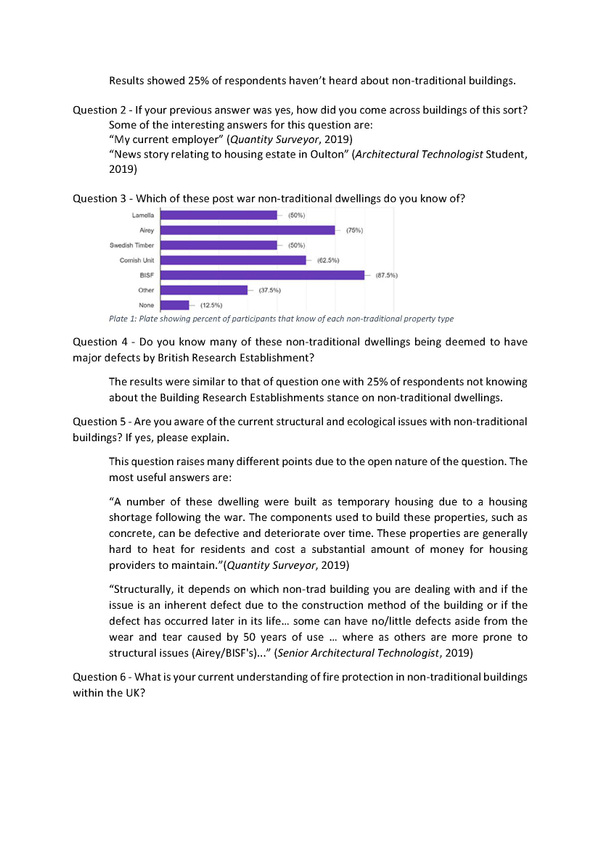 Results showed 25% of respondents haven't heard about non-traditional buildings.
Question 2 - If your previous answer was yes, how did you come across buildings of this sort?
Some of the interesting answers for this question are:
“My current employer” (Quantity Surveyor, 2019)
“News story relating to housing estate in Oulton” (Architectural Technologist Student,
2019)
Question 3 - Which of these post war non-traditional dwellings do you know of?
Lamella (50%)
Airey (75%)
Swedish Timber (50%)
Cornish Unit (62.5%)
BISF (87.5%)
Other (37.5%)
None (12.5%)
Plate 1: Plate showing percent of participants that know of each non-traditional property type
Question 4 - Do you know many of these non-traditional dwellings being deemed to have
major defects by British Research Establishment?
The results were similar to that of question one with 25% of respondents not knowing
about the Building Research Establishments stance on non-traditional dwellings.
Question 5 - Are you aware of the current structural and ecological issues with non-traditional
buildings? If yes, please explain.
This question raises many different points due to the open nature of the question. The
most useful answers are:
“A number of these dwelling were built as temporary housing due to a housing
shortage following the war. The components used to build these properties, such as
concrete, can be defective and deteriorate over time. These properties are generally
hard to heat for residents and cost a substantial amount of money for housing
providers to maintain.”(Quantity Surveyor, 2019)
“Structurally, it depends on which non-trad building you are dealing with and if the
issue is an inherent defect due to the construction method of the building or if the
defect has occurred later in its life… some can have no/little defects aside from the
wear and tear caused by 50 years of use … where as others are more prone to
structural issues (Airey/BISF's)...” (Senior Architectural Technologist, 2019)
Question 6 - What is your current understanding of fire protection in non-traditional buildings
within the UK?